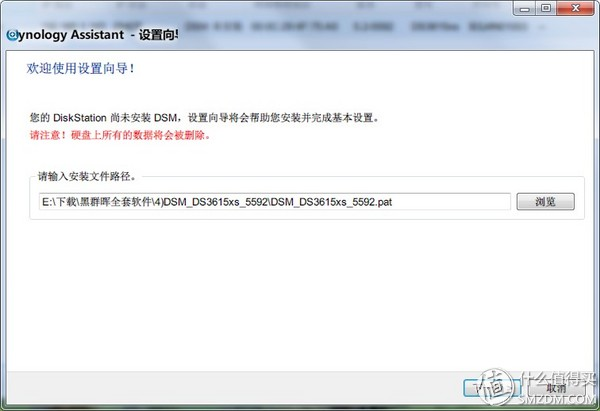 ynology Assistant - 设置向导
欢迎使用设置向导！
您的 DiskStation 尚未安装 DSM，设置向导将会帮助您安装并完成基本设置。
请注意！硬盘上所有的数据将会被删除。
请输入安装文件路径。
E:\下载\黑群晖全套软件\4)DSM_DS3615xs_5592\DSM_DS3615xs_5592.pat
浏览
取消
值 什么值得买
SMZDM.COM